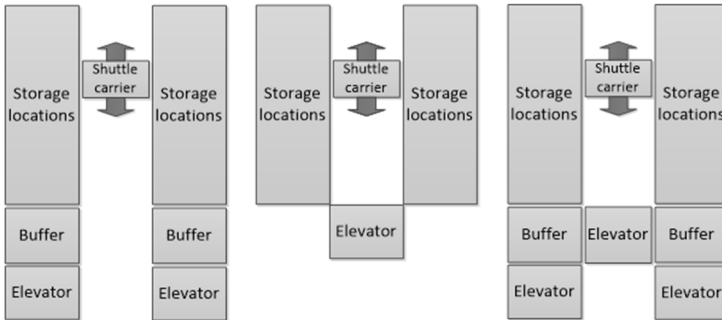 Storage
locations
Shuttle
carrier
Storage
locations
Buffer
Buffer
Elevator
Elevator
Storage
locations
Shuttle
carrier
Storage
locations
Elevator
Storage
locations
Shuttle
carrier
Storage
locations
Buffer
Elevator
Buffer
Elevator
Elevator